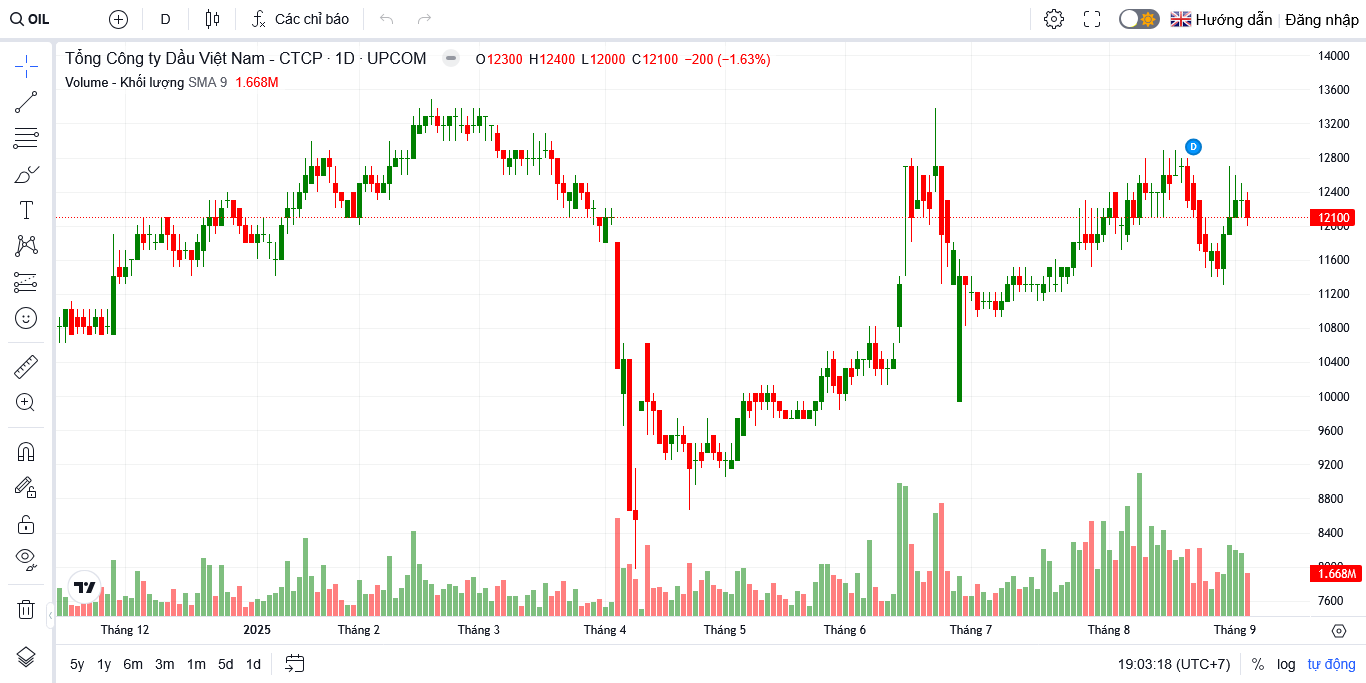 OIL D Các chỉ báo Hướng dẫn Đăng nhập
Tổng Công ty Dầu Việt Nam - CTCP · 1D · UPCOM O12300 H12400 L12000 C12100 −200 (−1.63%)
Volume - Khối lượng SMA 9 1.668M
D
14000
13600
13200
12800
12400
12100
12000
11600
11200
10800
10400
10000
9600
9200
8800
8400
8000
1.668M
7600
Tháng 12 2025 Tháng 2 Tháng 3 Tháng 4 Tháng 5 Tháng 6 Tháng 7 Tháng 8 Tháng 9
5y 1y 6m 3m 1m 5d 1d 19:03:18 (UTC+7) % log tự động